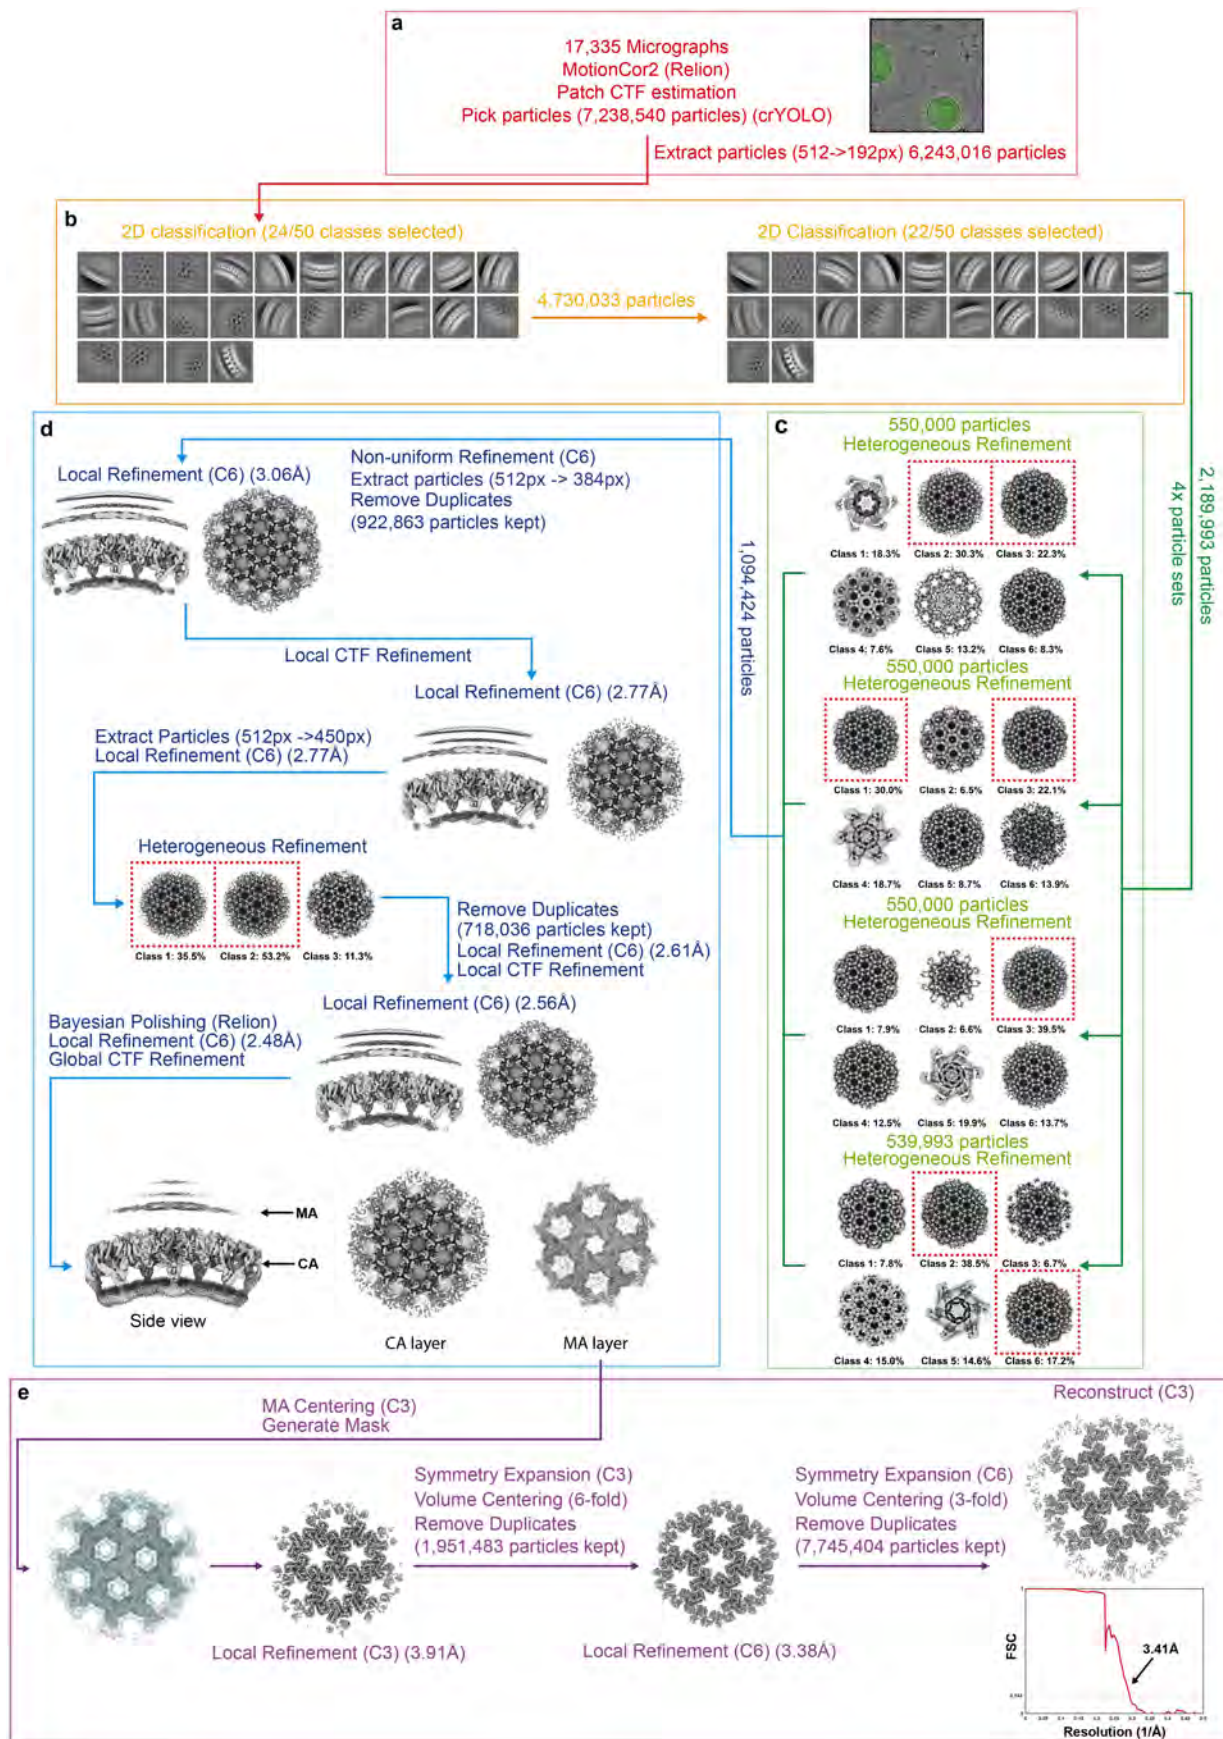 a
17,335 Micrographs
MotionCor2 (Relion)
Patch CTF estimation
Pick particles (7,238,540 particles) (crYOLO)
Extract particles (512->192px) 6,243,016 particles
b
2D classification (24/50 classes selected)
4,730,033 particles
2D Classification (22/50 classes selected)
2,189,993 particles
4x particle sets
c
550,000 particles
Heterogeneous Refinement
Class 1: 18.3%
Class 2: 30.3%
Class 3: 22.3%
Class 4: 7.6%
Class 5: 13.2%
Class 6: 8.3%
550,000 particles
Heterogeneous Refinement
Class 1: 30.0%
Class 2: 6.5%
Class 3: 22.1%
Class 4: 18.7%
Class 5: 8.7%
Class 6: 13.9%
550,000 particles
Heterogeneous Refinement
Class 1: 7.9%
Class 2: 6.6%
Class 3: 39.5%
Class 4: 12.5%
Class 5: 19.9%
Class 6: 13.7%
539,993 particles
Heterogeneous Refinement
Class 1: 7.8%
Class 2: 38.5%
Class 3: 6.7%
Class 4: 15.0%
Class 5: 14.6%
Class 6: 17.2%
1,094,424 particles
d
Non-uniform Refinement (C6)
Extract particles (512px -> 384px)
Remove Duplicates
(922,863 particles kept)
Local Refinement (C6) (3.06Å)
Local CTF Refinement
Local Refinement (C6) (2.77Å)
Extract Particles (512px ->450px)
Local Refinement (C6) (2.77Å)
Heterogeneous Refinement
Class 1: 35.5%
Class 2: 53.2%
Class 3: 11.3%
Remove Duplicates
(718,036 particles kept)
Local Refinement (C6) (2.61Å)
Local CTF Refinement
Local Refinement (C6) (2.56Å)
Bayesian Polishing (Relion)
Local Refinement (C6) (2.48Å)
Global CTF Refinement
MA
CA
Side view
CA layer
MA layer
e
MA Centering (C3)
Generate Mask
Local Refinement (C3) (3.91Å)
Symmetry Expansion (C3)
Volume Centering (6-fold)
Remove Duplicates
(1,951,483 particles kept)
Local Refinement (C6) (3.38Å)
Symmetry Expansion (C6)
Volume Centering (3-fold)
Remove Duplicates
(7,745,404 particles kept)
Reconstruct (C3)
FSC
3.41Å
Resolution (1/Å)